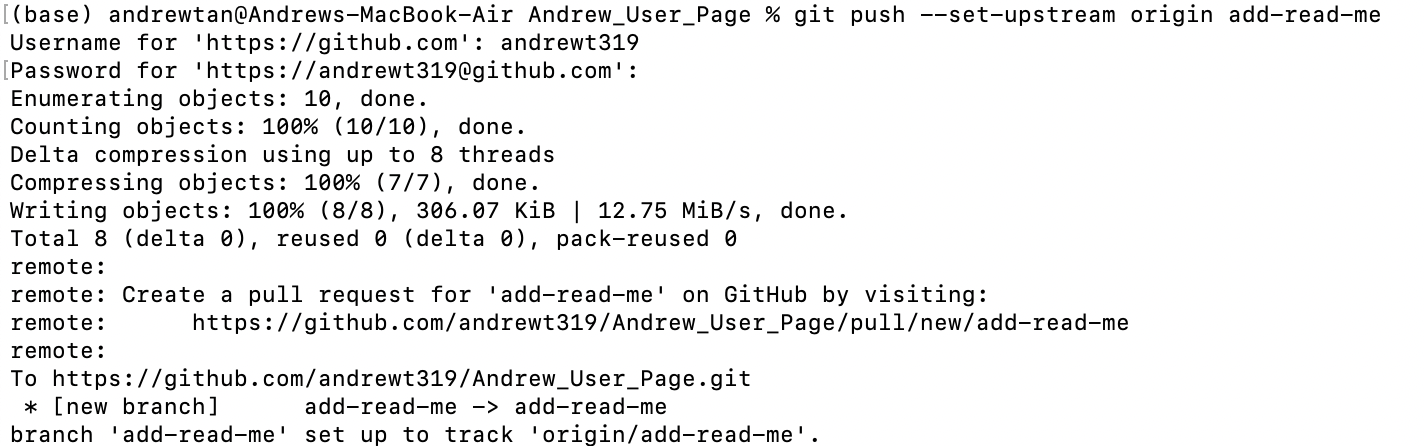 [(base) andrewtan@Andrews-MacBook-Air Andrew_User_Page % git push --set-upstream origin add-read-me
Username for 'https://github.com': andrewt319
[Password for 'https://andrewt319@github.com':
Enumerating objects: 10, done.
Counting objects: 100% (10/10), done.
Delta compression using up to 8 threads
Compressing objects: 100% (7/7), done.
Writing objects: 100% (8/8), 306.07 KiB | 12.75 MiB/s, done.
Total 8 (delta 0), reused 0 (delta 0), pack-reused 0
remote:
remote: Create a pull request for 'add-read-me' on GitHub by visiting:
remote:      https://github.com/andrewt319/Andrew_User_Page/pull/new/add-read-me
remote:
To https://github.com/andrewt319/Andrew_User_Page.git
 * [new branch]      add-read-me -> add-read-me
branch 'add-read-me' set up to track 'origin/add-read-me'.